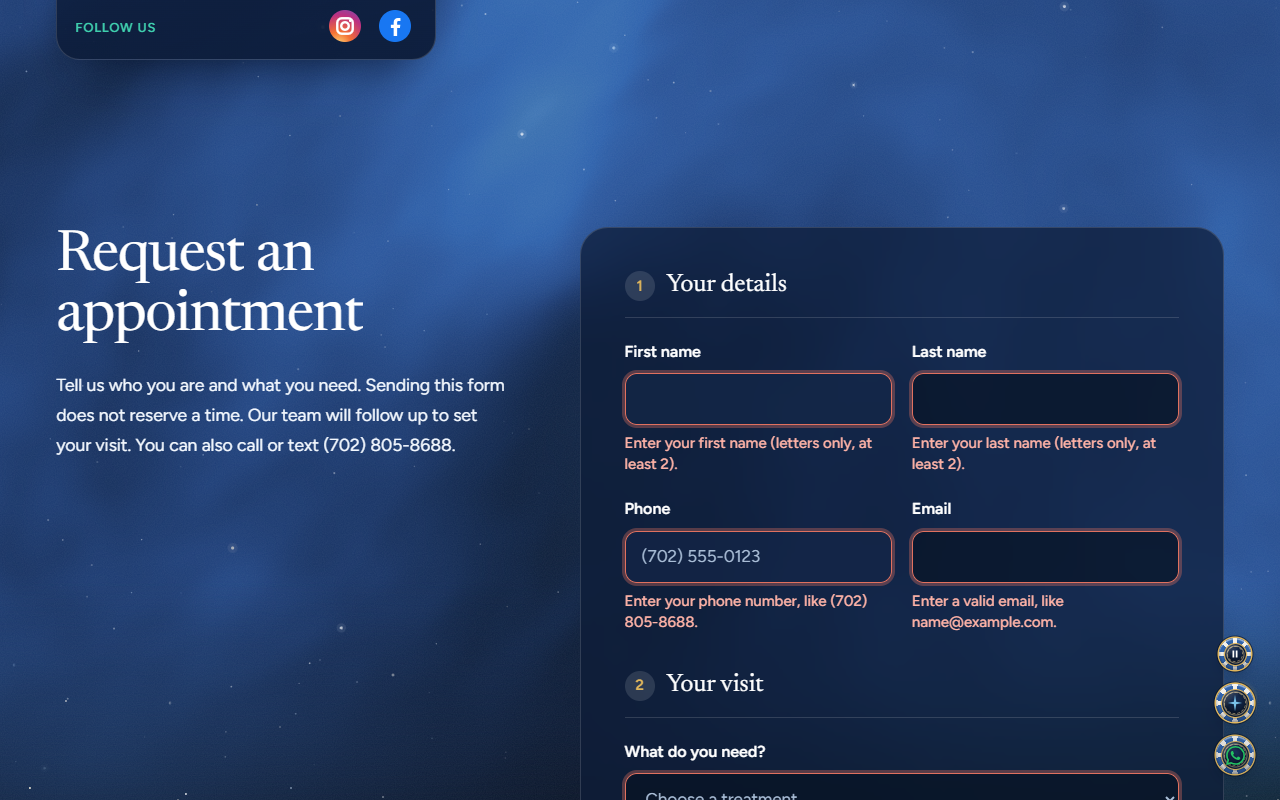 FOLLOW US
Request an
appointment
Tell us who you are and what you need. Sending this form
does not reserve a time. Our team will follow up to set
your visit. You can also call or text (702) 805-8688.
1 Your details
First name
Last name
Enter your first name (letters only, at
least 2).
Enter your last name (letters only, at
least 2).
Phone
Email
(702) 555-0123
Enter your phone number, like (702)
805-8688.
Enter a valid email, like
name@example.com.
2 Your visit
What do you need?
Choose a treatment